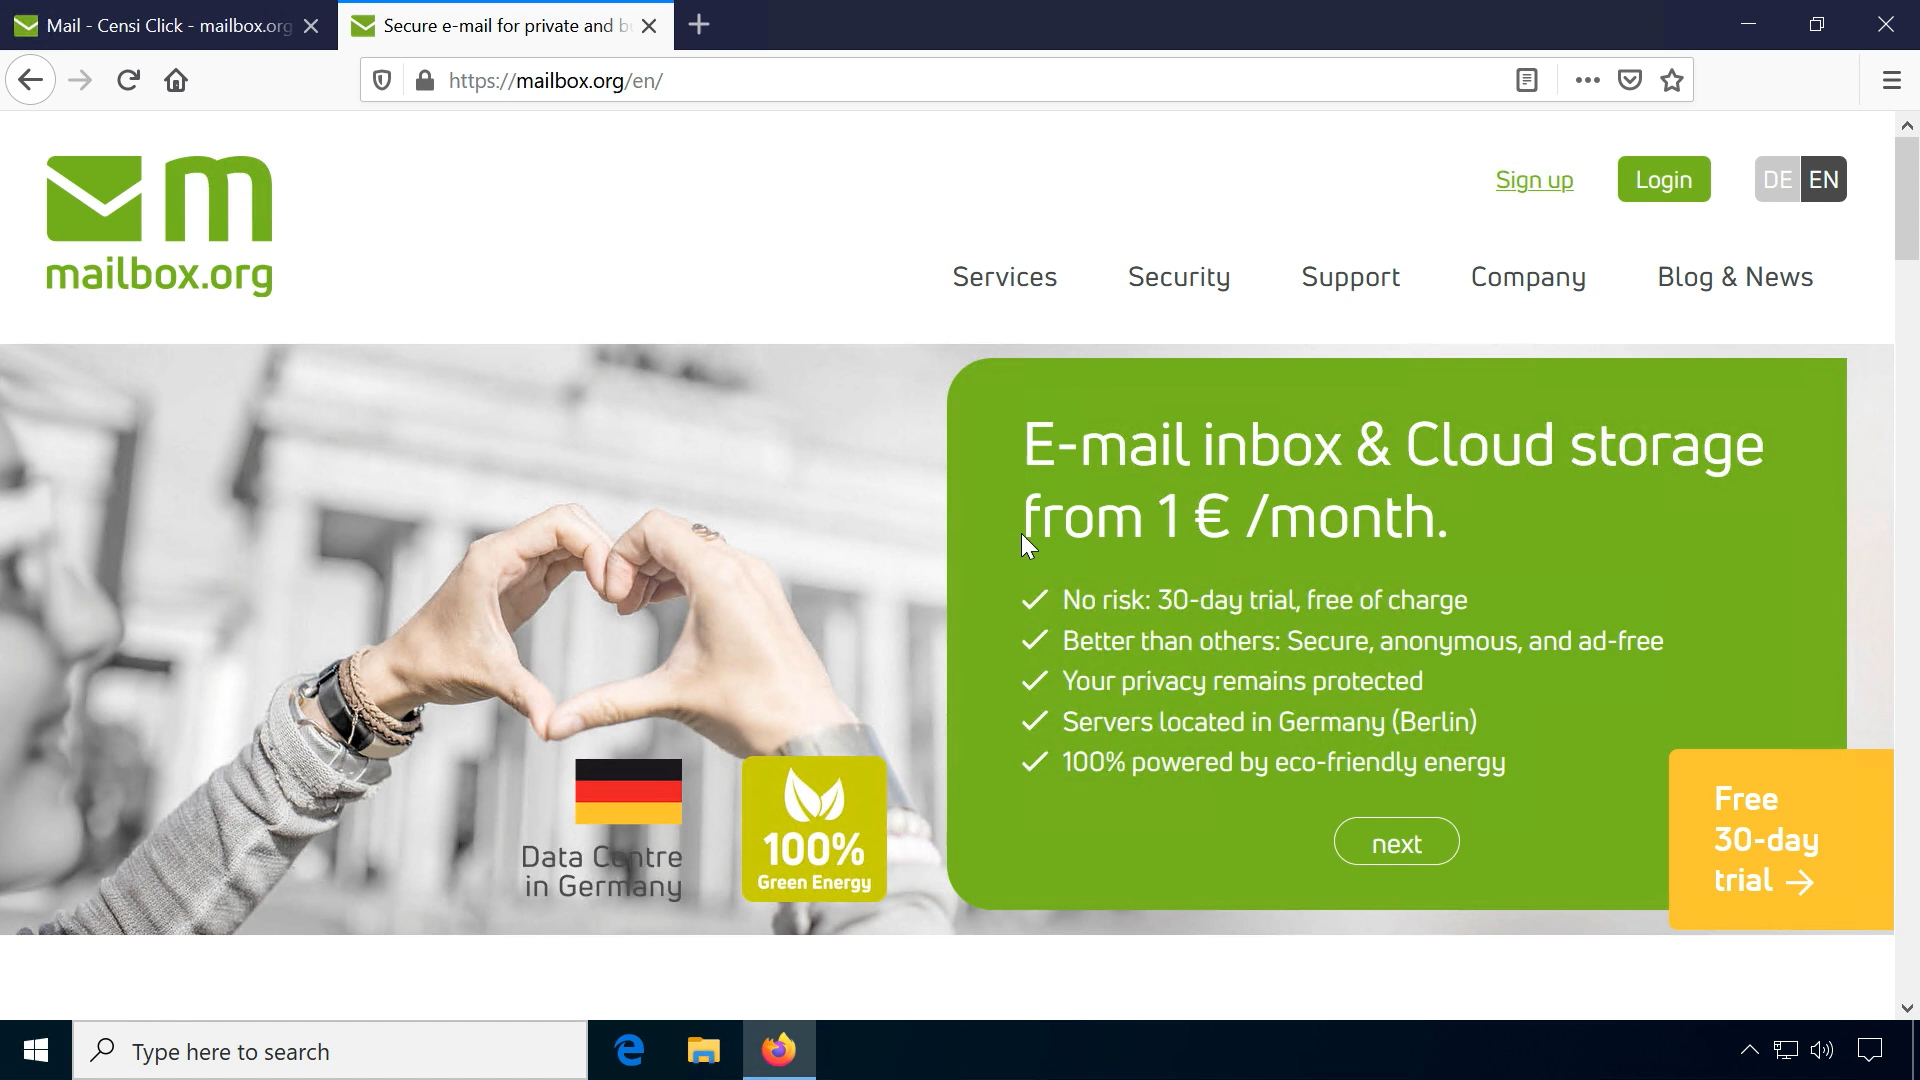 Mail - Censi Click - mailbox.org
Secure e-mail for private and bu
https://mailbox.org/en/
mailbox.org
Sign up
Login
DE EN
Services
Security
Support
Company
Blog & News
E-mail inbox & Cloud storage
from 1 € /month.
No risk: 30-day trial, free of charge
Better than others: Secure, anonymous, and ad-free
Your privacy remains protected
Servers located in Germany (Berlin)
100% powered by eco-friendly energy
next
Data Centre
in Germany
100%
Green Energy
Free
30-day
trial →
Type here to search